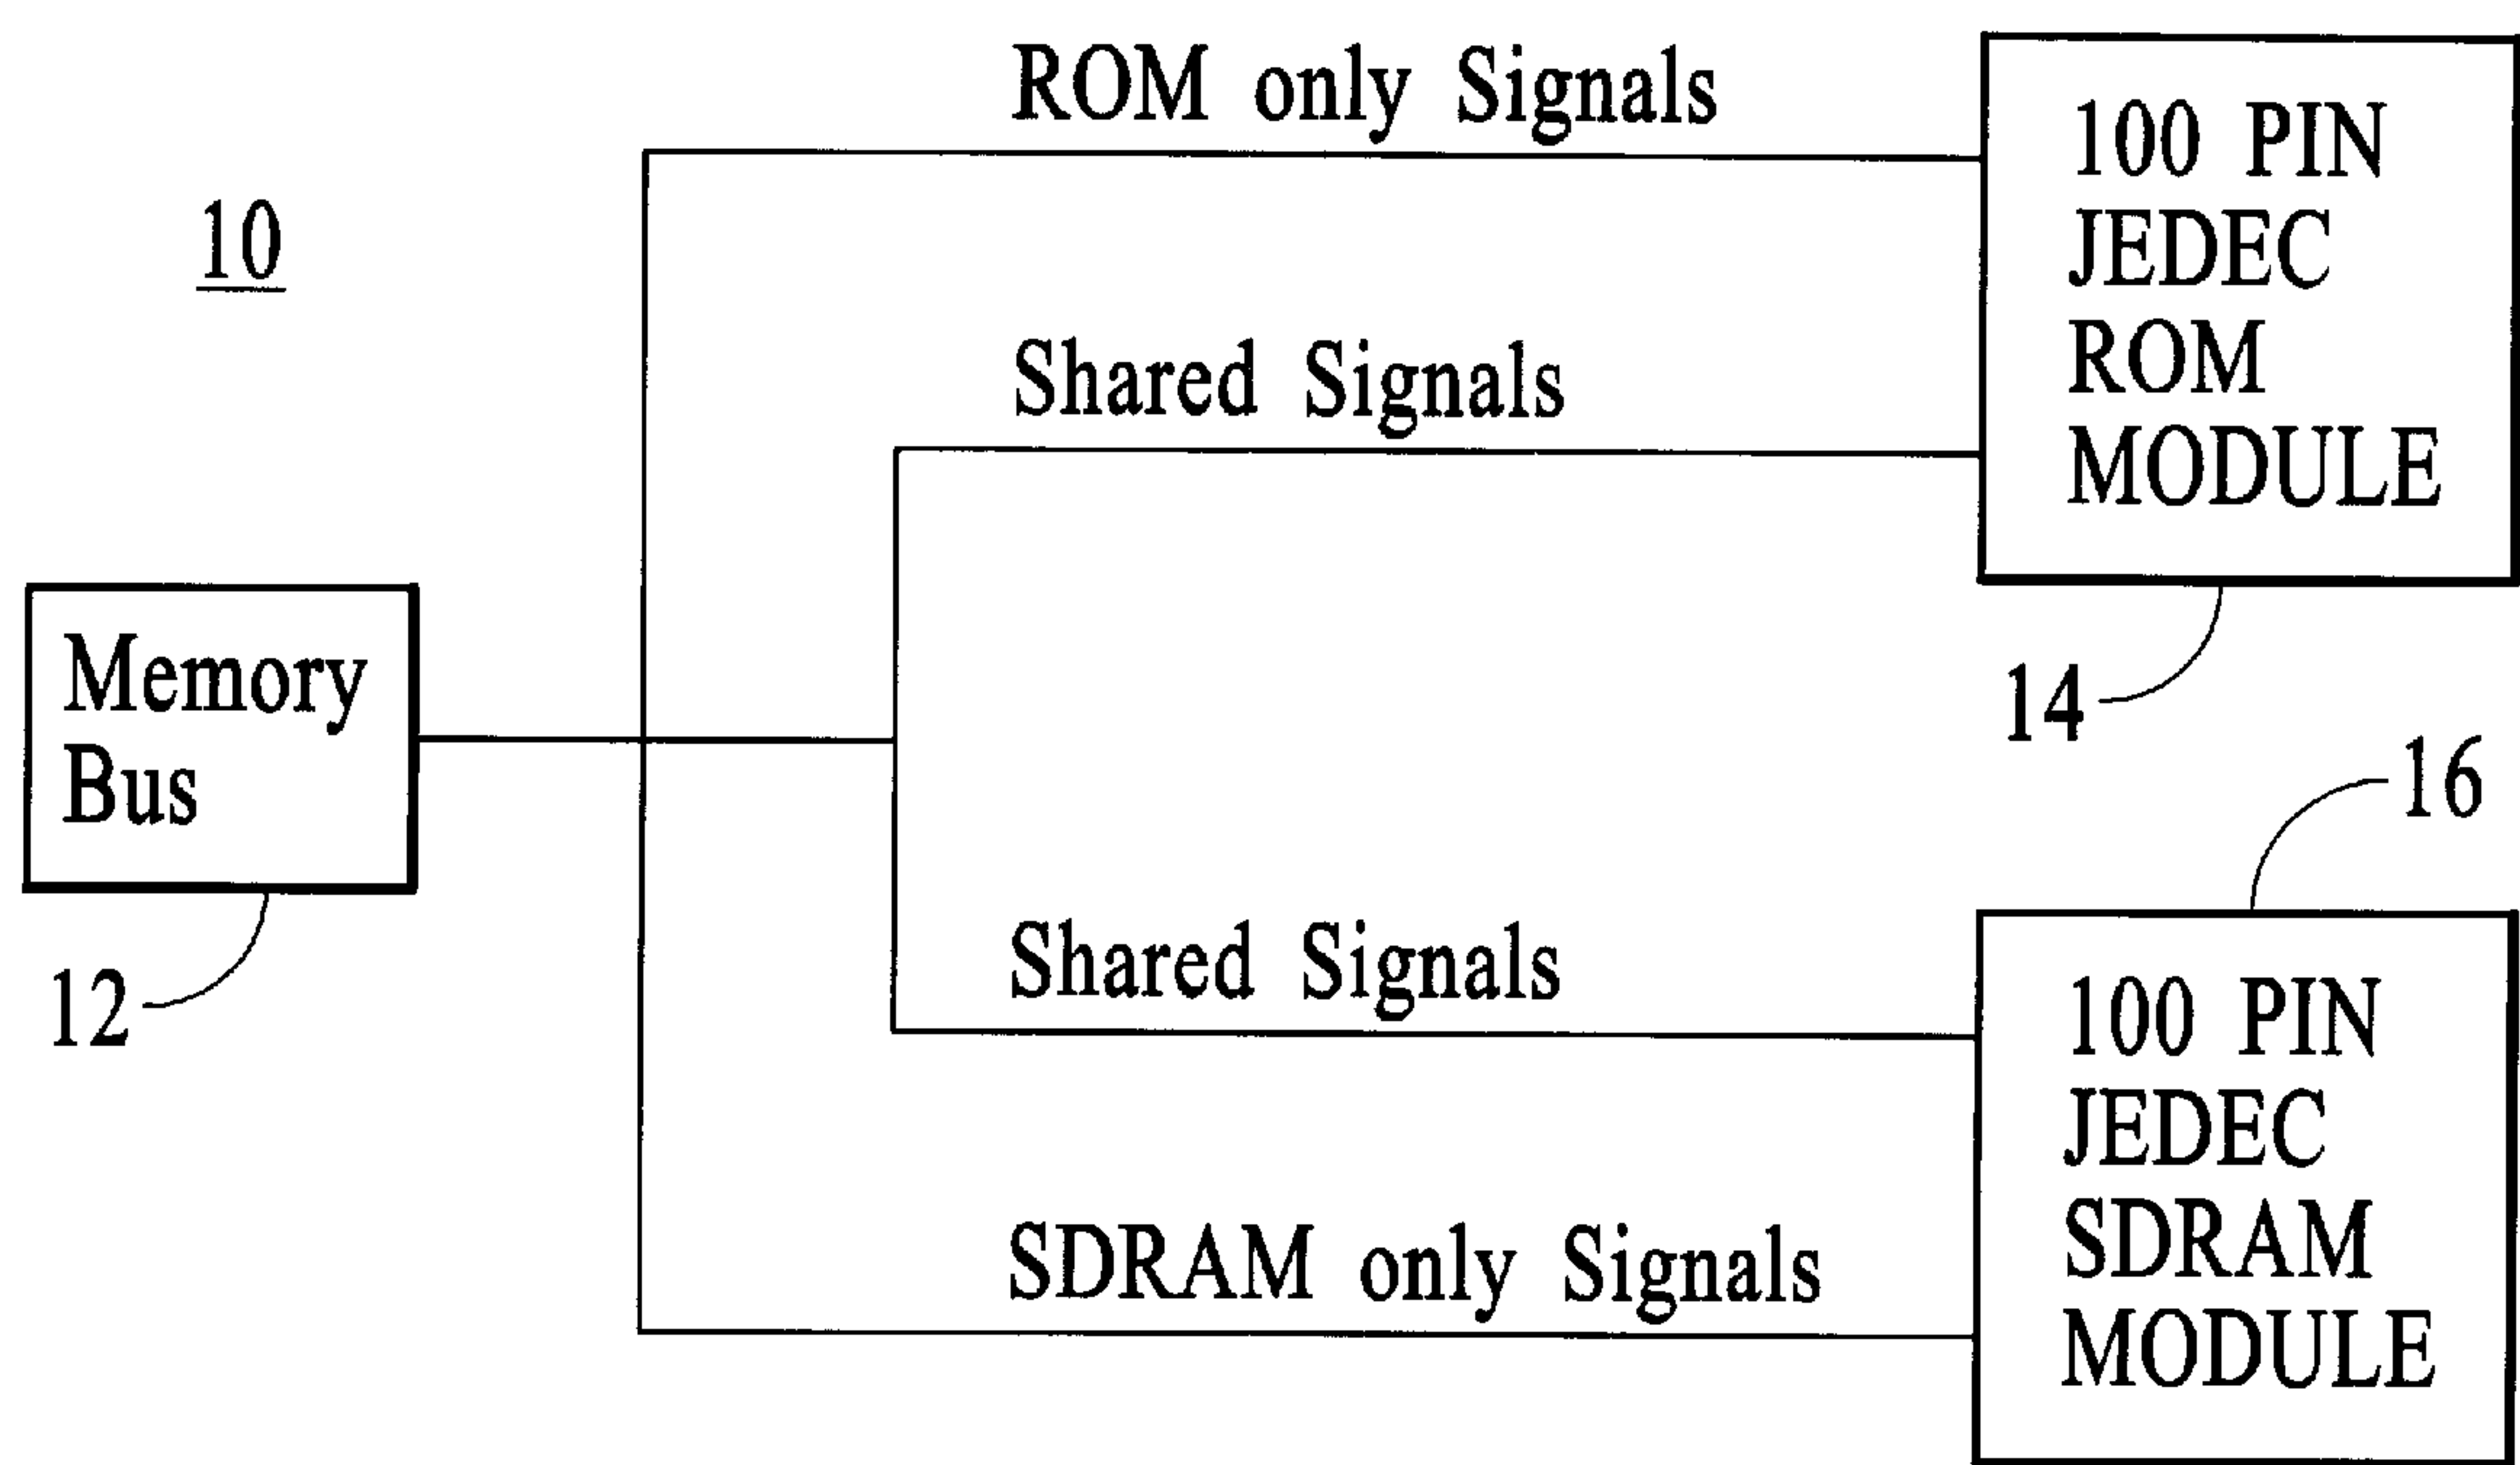 ROM only Signals
10
100 PIN
JEDEC
ROM
MODULE
Shared Signals
Memory
Bus
14
16
12
Shared Signals
100 PIN
JEDEC
SDRAM
MODULE
SDRAM only Signals